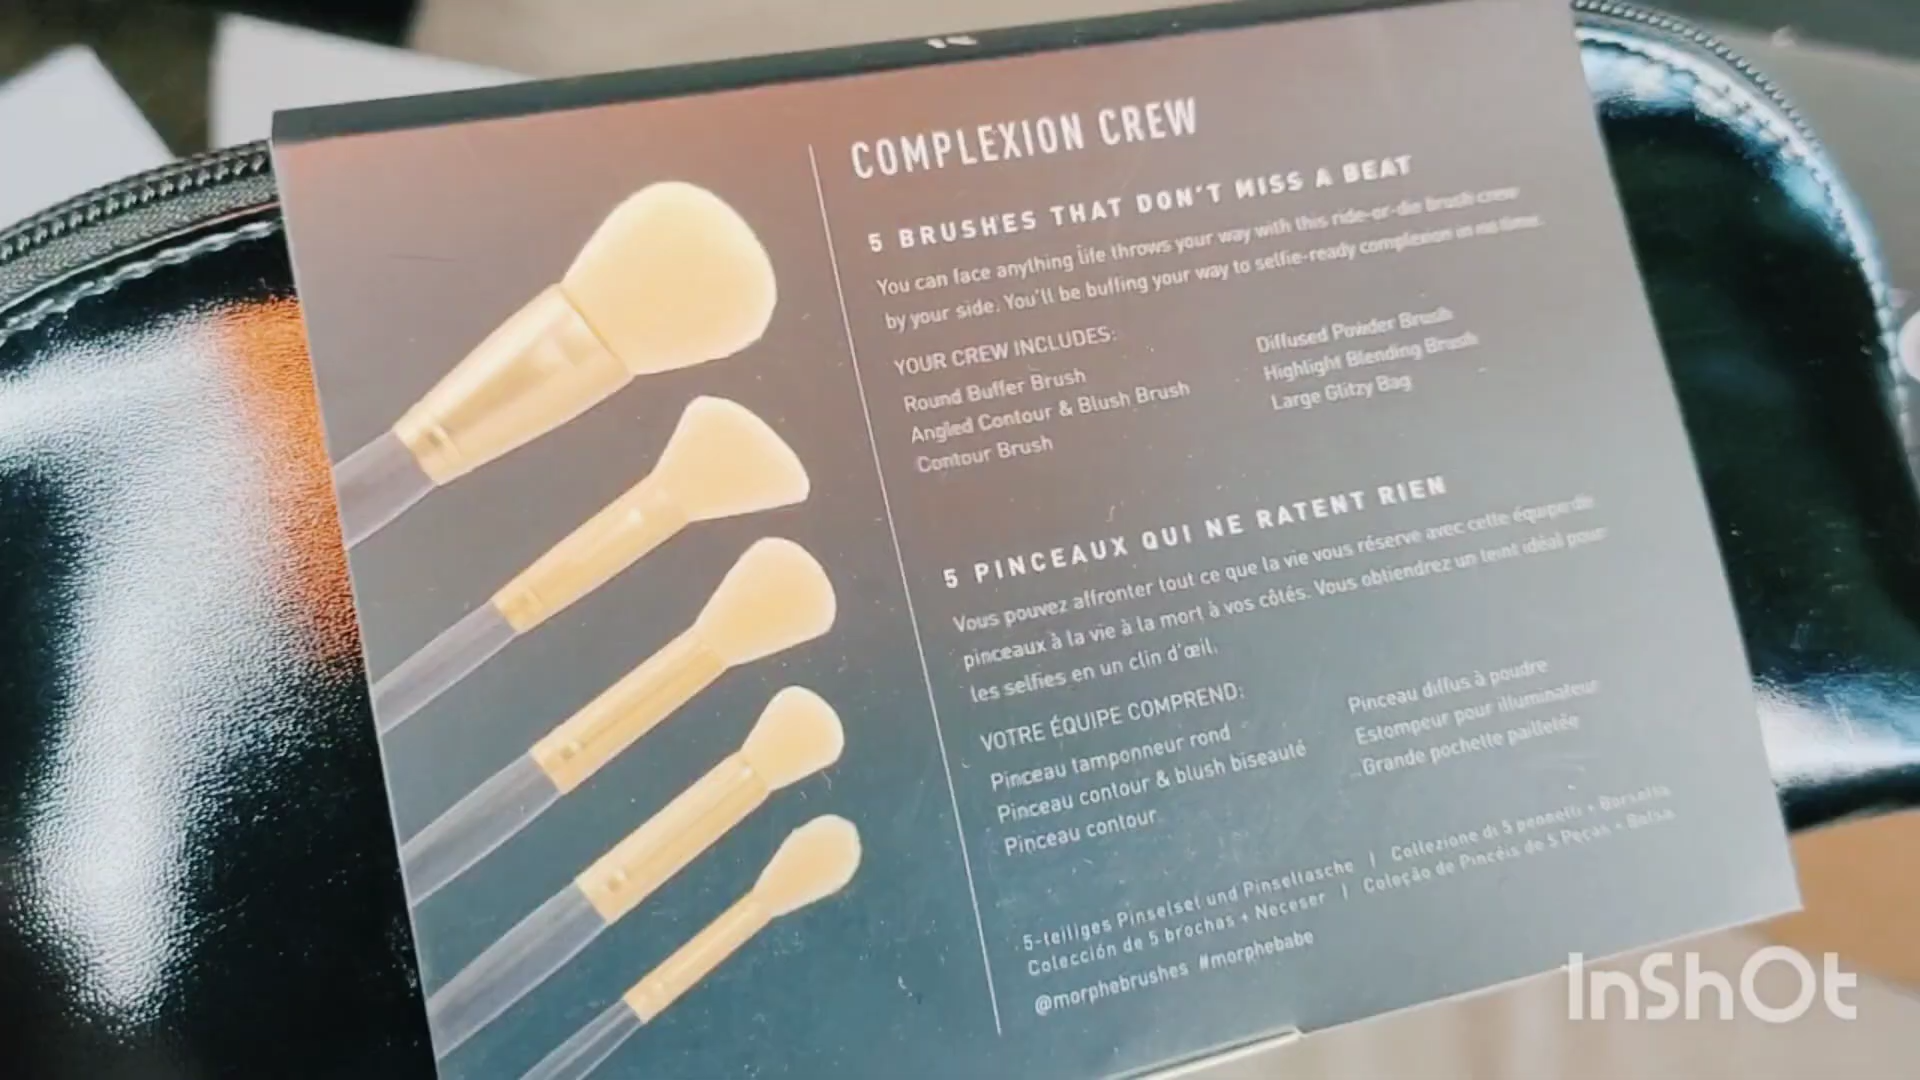 COMPLEXION CREW
5 BRUSHES THAT DON'T MISS A BEAT
You can face anything life throws your way with this ride-or-die brush crew
by your side. You'll be buffing your way to selfie-ready complexion in no time.
YOUR CREW INCLUDES:
Round Buffer Brush
Angled Contour & Blush Brush
Contour Brush
Diffused Powder Brush
Highlight Blending Brush
Large Glitzy Bag
5 PINCEAUX QUI NE RATENT RIEN
Vous pouvez affronter tout ce que la vie vous réserve avec cette équipe de
pinceaux à la vie à la mort à vos côtés. Vous obtiendrez un teint idéal pour
les selfies en un clin d'œil.
VOTRE ÉQUIPE COMPREND:
Pinceau tamponneur rond
Pinceau contour & blush biseauté
Pinceau contour
Pinceau diffus à poudre
Estompeur pour illuminateur
Grande pochette pailletée
5-teiliges Pinselset und Pinseltasche | Collezione di 5 pennelli + Borsetta
Colección de 5 brochas + Neceser | Coleção de Pincéis de 5 Peças + Bolsa
@morphebrushes #morphebabe
InShOt